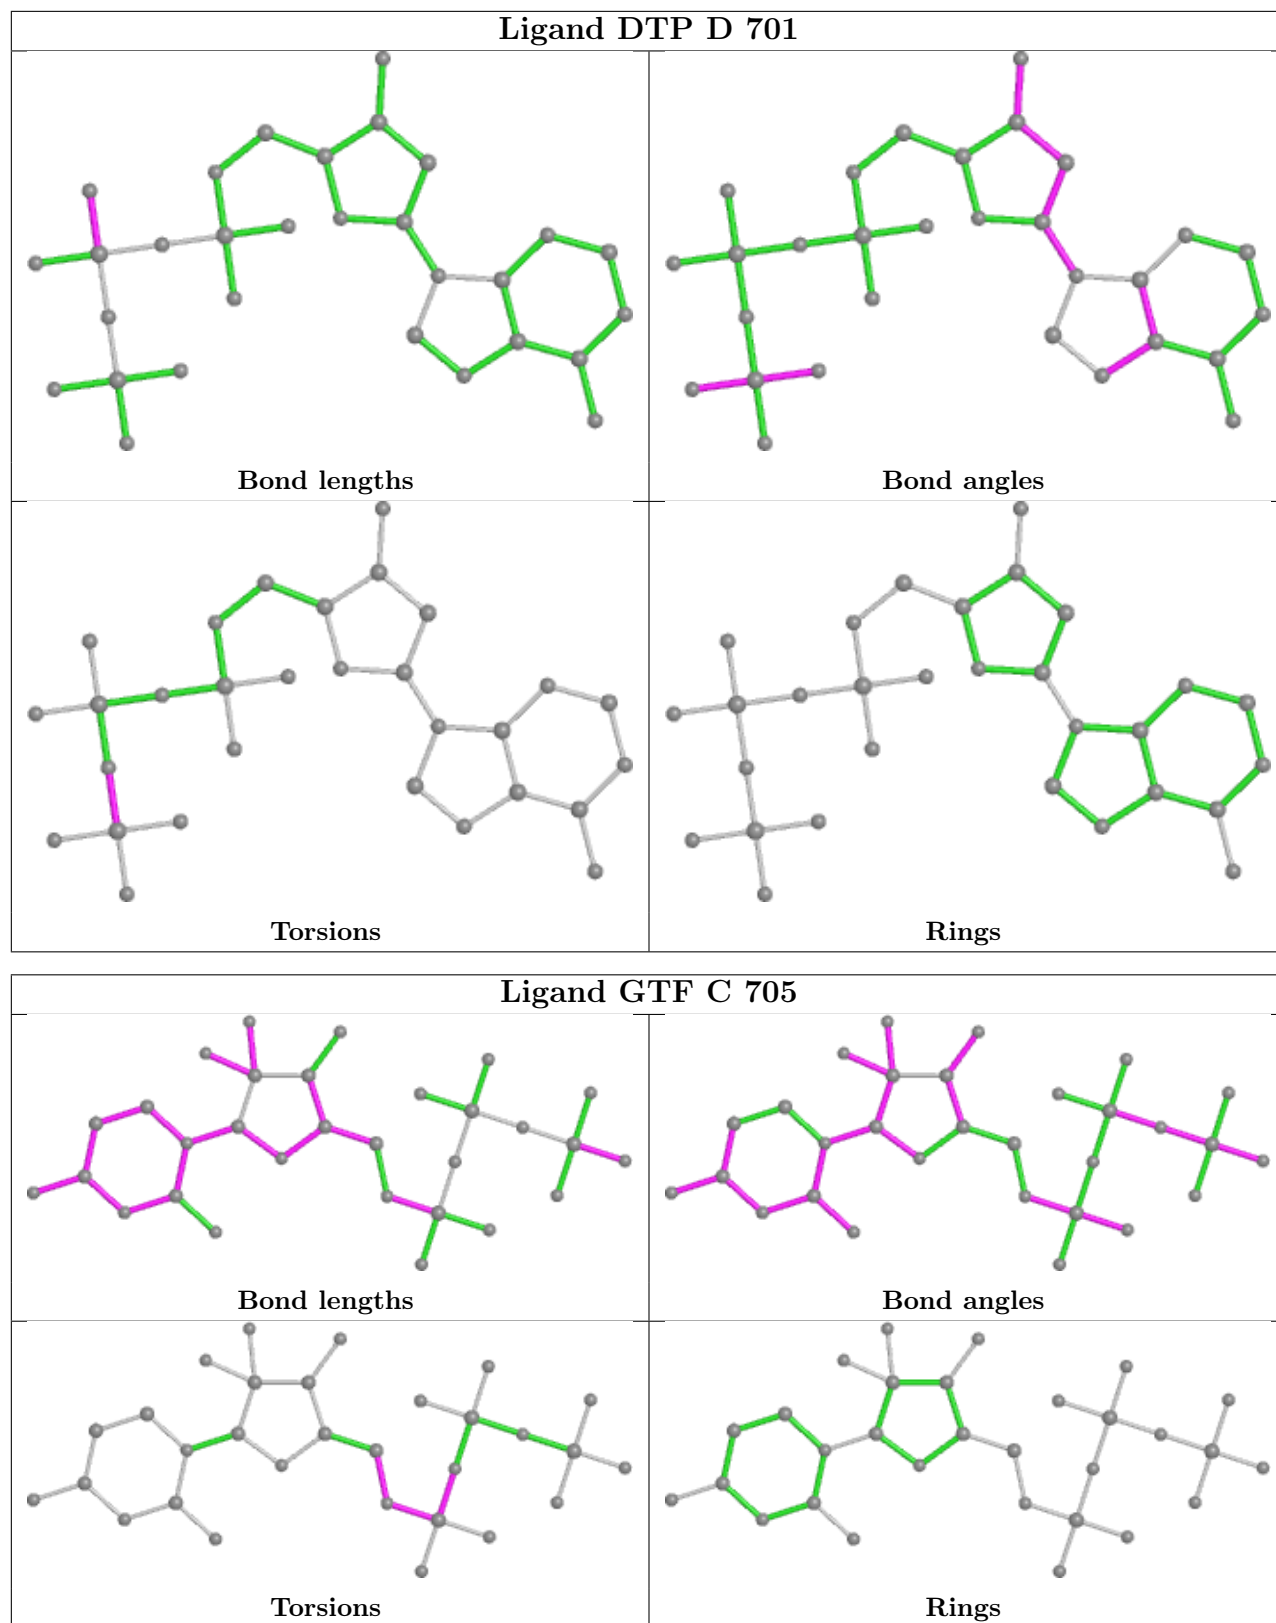 Ligand DTP D 701
Bond lengths
Bond angles
Torsions
Rings
Ligand GTF C 705
Bond lengths
Bond angles
Torsions
Rings